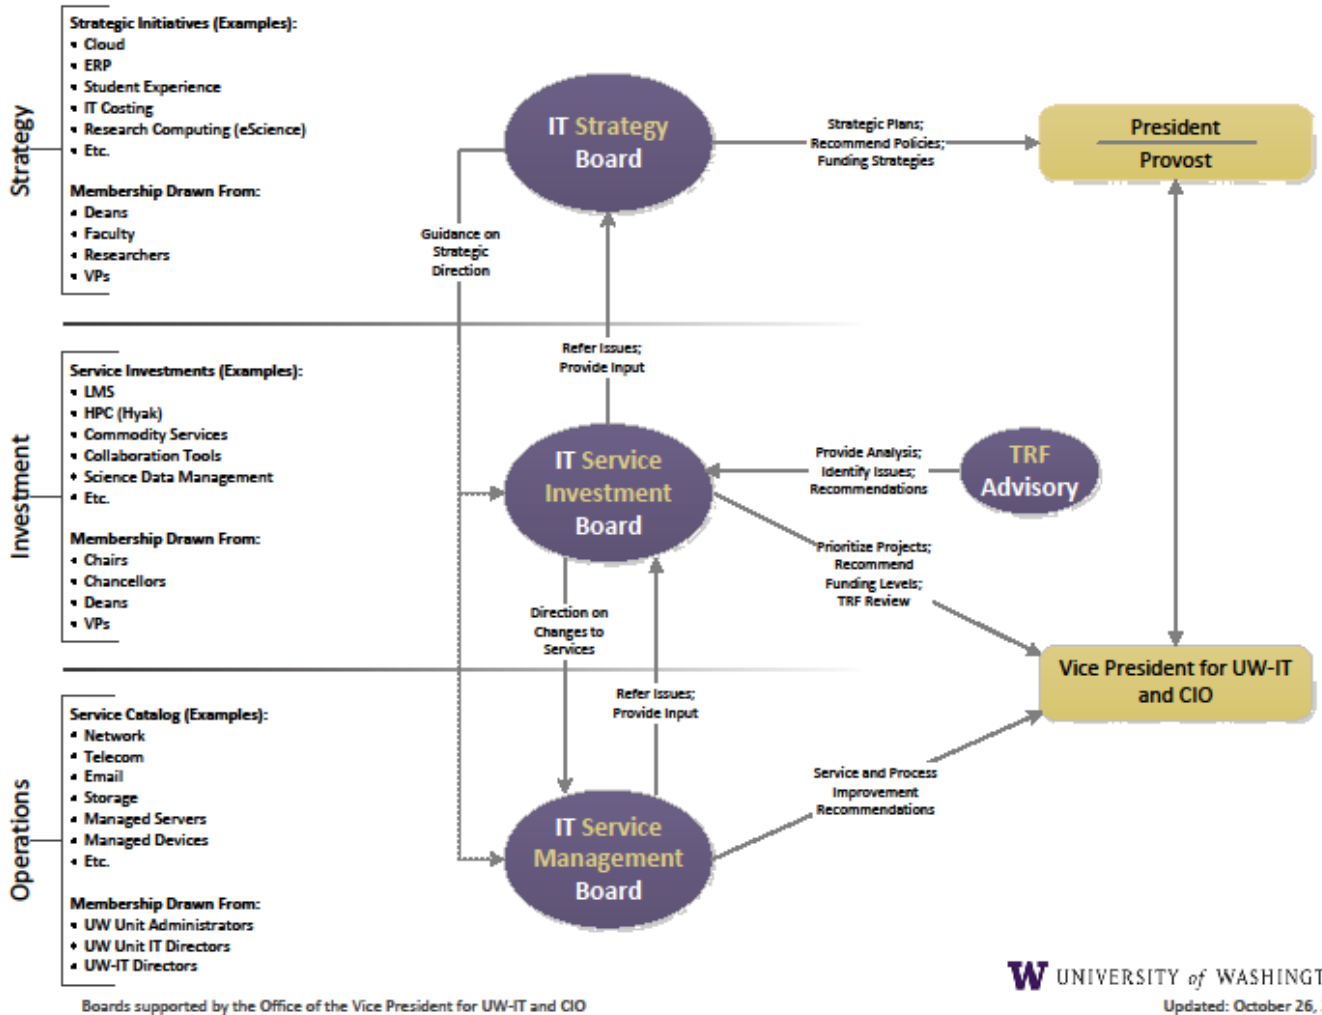 Strategy
Strategic Initiatives (Examples):
▪ Cloud
▪ ERP
▪ Student Experience
▪ IT Costing
▪ Research Computing (eScience)
▪ Etc.
Membership Drawn From:
▪ Deans
▪ Faculty
▪ Researchers
▪ VPs
IT Strategy
Board
Strategic Plans;
Recommend Policies;
Funding Strategies
President
Provost
Guidance on
Strategic
Direction
Refer Issues;
Provide Input
Investment
Service Investments (Examples):
▪ LMS
▪ HPC (Hyak)
▪ Commodity Services
▪ Collaboration Tools
▪ Science Data Management
▪ Etc.
Membership Drawn From:
▪ Chairs
▪ Chancellors
▪ Deans
▪ VPs
IT Service
Investment
Board
Provide Analysis;
Identify Issues;
Recommendations
TRF
Advisory
Prioritize Projects;
Recommend
Funding Levels;
TRF Review
Direction on
Changes to
Services
Refer Issues;
Provide Input
Vice President for UW-IT
and CIO
Operations
Service Catalog (Examples):
▪ Network
▪ Telecom
▪ Email
▪ Storage
▪ Managed Servers
▪ Managed Devices
▪ Etc.
Membership Drawn From:
▪ UW Unit Administrators
▪ UW Unit IT Directors
▪ UW-IT Directors
IT Service
Management
Board
Service and Process
Improvement
Recommendations
W UNIVERSITY of WASHINGT
Boards supported by the Office of the Vice President for UW-IT and CIO
Updated: October 26,